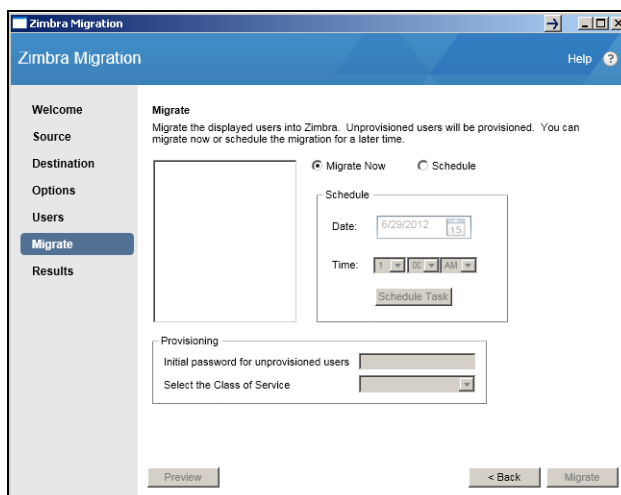 Zimbra Migration
Zimbra Migration
Help ?
Welcome
Source
Destination
Options
Users
Migrate
Results
Migrate
Migrate the displayed users into Zimbra. Unprovisioned users will be provisioned. You can
migrate now or schedule the migration for a later time.
Migrate Now
Schedule
Schedule
Date:
6/29/2012
15
Time:
1
00
AM
Schedule Task
Provisioning
Initial password for unprovisioned users
Select the Class of Service
Preview
< Back
Migrate